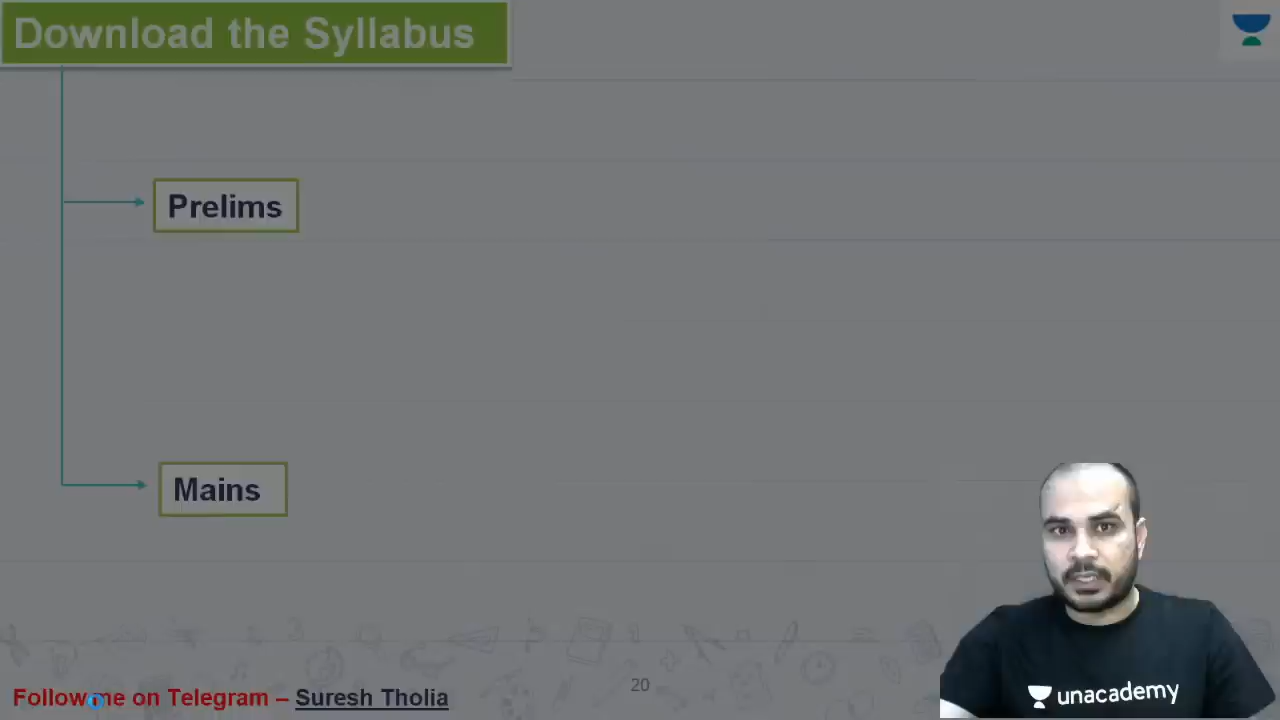 Download the Syllabus
Prelims
Mains
unacademy
20
Follow me on Telegram – Suresh Tholia